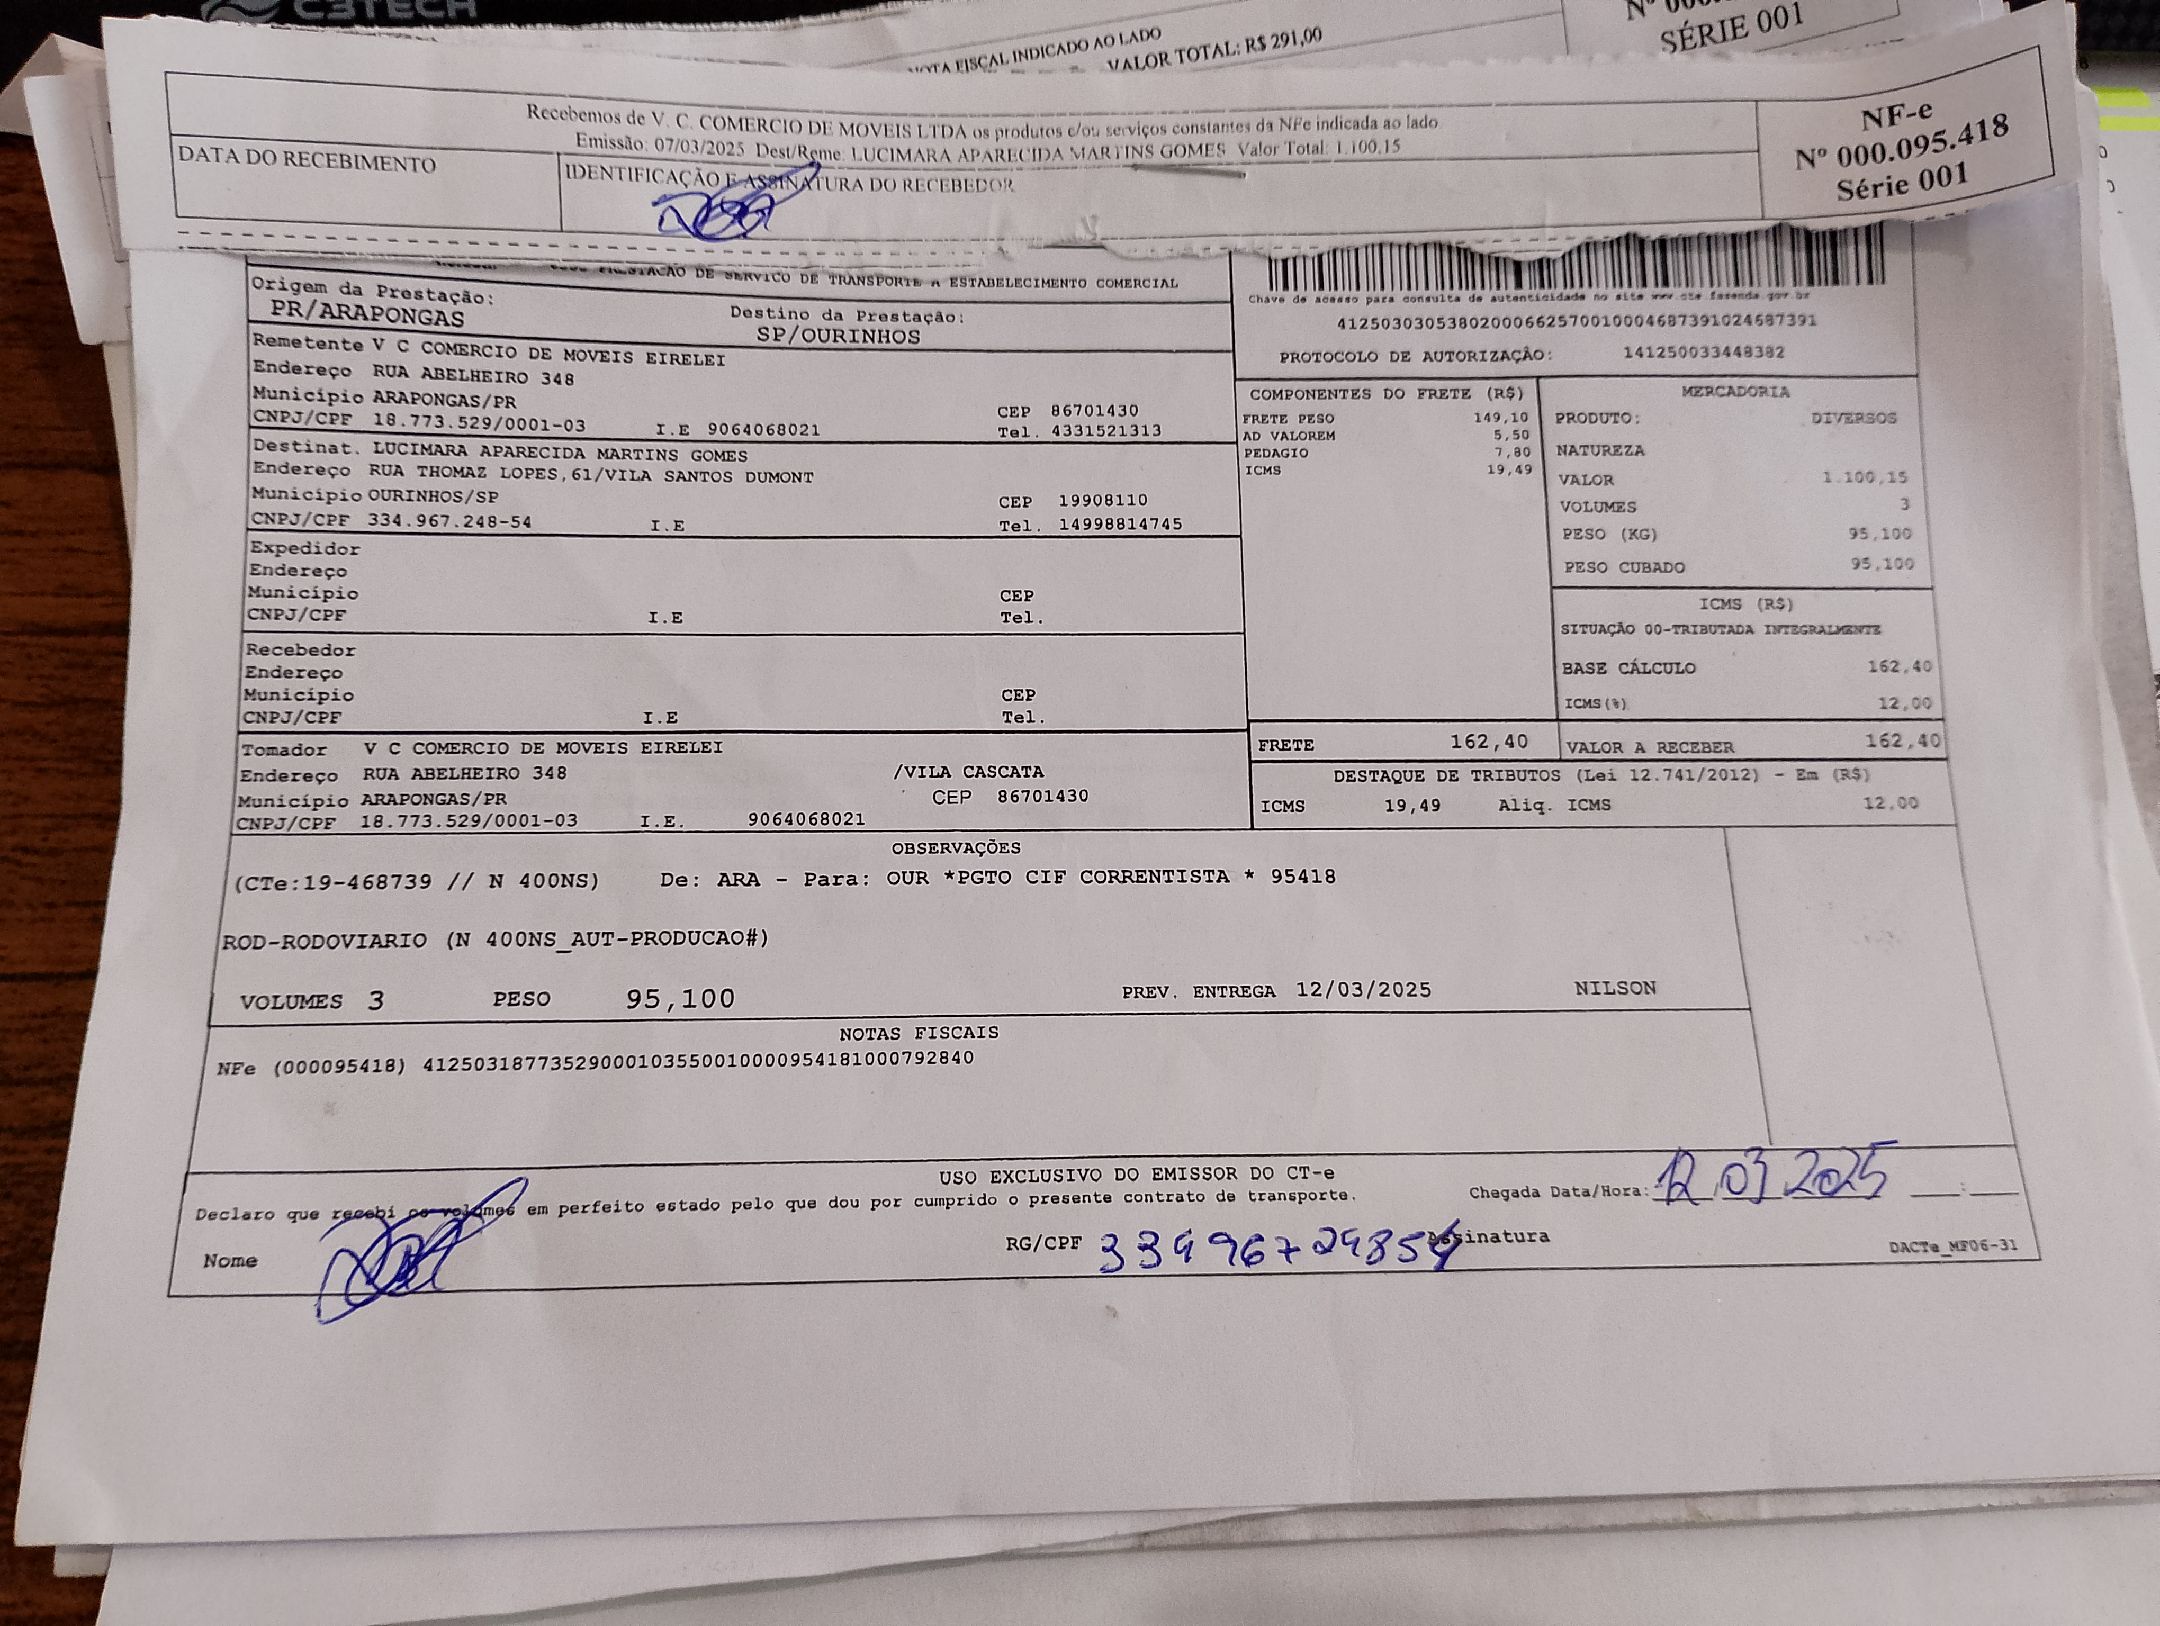 C3TECH
NOTA FISCAL INDICADO AO LADO
VALOR TOTAL: R$ 291,00
SÉRIE 001
Recebemos de V. C. COMERCIO DE MOVEIS LTDA os produtos e/ou serviços constantes da NFe indicada ao lado
Emissão: 07/03/2025 Dest/Reme: LUCIMARA APARECIDA MARTINS GOMES Valor Total: 1.100,15
NF-e
Nº 000.095.418
Série 001
DATA DO RECEBIMENTO
IDENTIFICAÇÃO E ASSINATURA DO RECEBEDOR
PRESTACAO DE SERVICO DE TRANSPORTE A ESTABELECIMENTO COMERCIAL
Origem da Prestação:
PR/ARAPONGAS
Destino da Prestação:
SP/OURINHOS
Chave de acesso para consulta de autenticidade no site www.cte.fazenda.gov.br
41250303053802000662570010004687391024687391
PROTOCOLO DE AUTORIZAÇÃO: 141250033448382
Remetente V C COMERCIO DE MOVEIS EIRELEI
Endereço RUA ABELHEIRO 348
Município ARAPONGAS/PR CEP 86701430
CNPJ/CPF 18.773.529/0001-03 I.E 9064068021 Tel. 4331521313
Destinat. LUCIMARA APARECIDA MARTINS GOMES
Endereço RUA THOMAZ LOPES,61/VILA SANTOS DUMONT
Município OURINHOS/SP CEP 19908110
CNPJ/CPF 334.967.248-54 I.E Tel. 14998814745
Expedidor
Endereço
Município CEP
CNPJ/CPF I.E Tel.
Recebedor
Endereço
Município CEP
CNPJ/CPF I.E Tel.
Tomador V C COMERCIO DE MOVEIS EIRELEI
Endereço RUA ABELHEIRO 348 /VILA CASCATA
Município ARAPONGAS/PR CEP 86701430
CNPJ/CPF 18.773.529/0001-03 I.E. 9064068021
COMPONENTES DO FRETE (R$)
FRETE PESO 149,10
AD VALOREM 5,50
PEDAGIO 7,80
ICMS 19,49
MERCADORIA
PRODUTO: DIVERSOS
NATUREZA
VALOR 1.100,15
VOLUMES 3
PESO (KG) 95,100
PESO CUBADO 95,100
ICMS (R$)
SITUAÇÃO 00-TRIBUTADA INTEGRALMENTE
BASE CÁLCULO 162,40
ICMS(%) 12,00
FRETE 162,40 VALOR A RECEBER 162,40
DESTAQUE DE TRIBUTOS (Lei 12.741/2012) - Em (R$)
ICMS 19,49 Aliq. ICMS 12,00
OBSERVAÇÕES
(CTe:19-468739 // N 400NS) De: ARA - Para: OUR *PGTO CIF CORRENTISTA * 95418
ROD-RODOVIARIO (N 400NS_AUT-PRODUCAO#)
VOLUMES 3 PESO 95,100 PREV. ENTREGA 12/03/2025 NILSON
NOTAS FISCAIS
NFe (000095418) 41250318773529000103550010000954181000792840
USO EXCLUSIVO DO EMISSOR DO CT-e
Declaro que recebi os volumes em perfeito estado pelo que dou por cumprido o presente contrato de transporte.
Chegada Data/Hora: 12 03 2025 __:__
Nome
RG/CPF 33496724854 Assinatura
DACTe_MF06-31